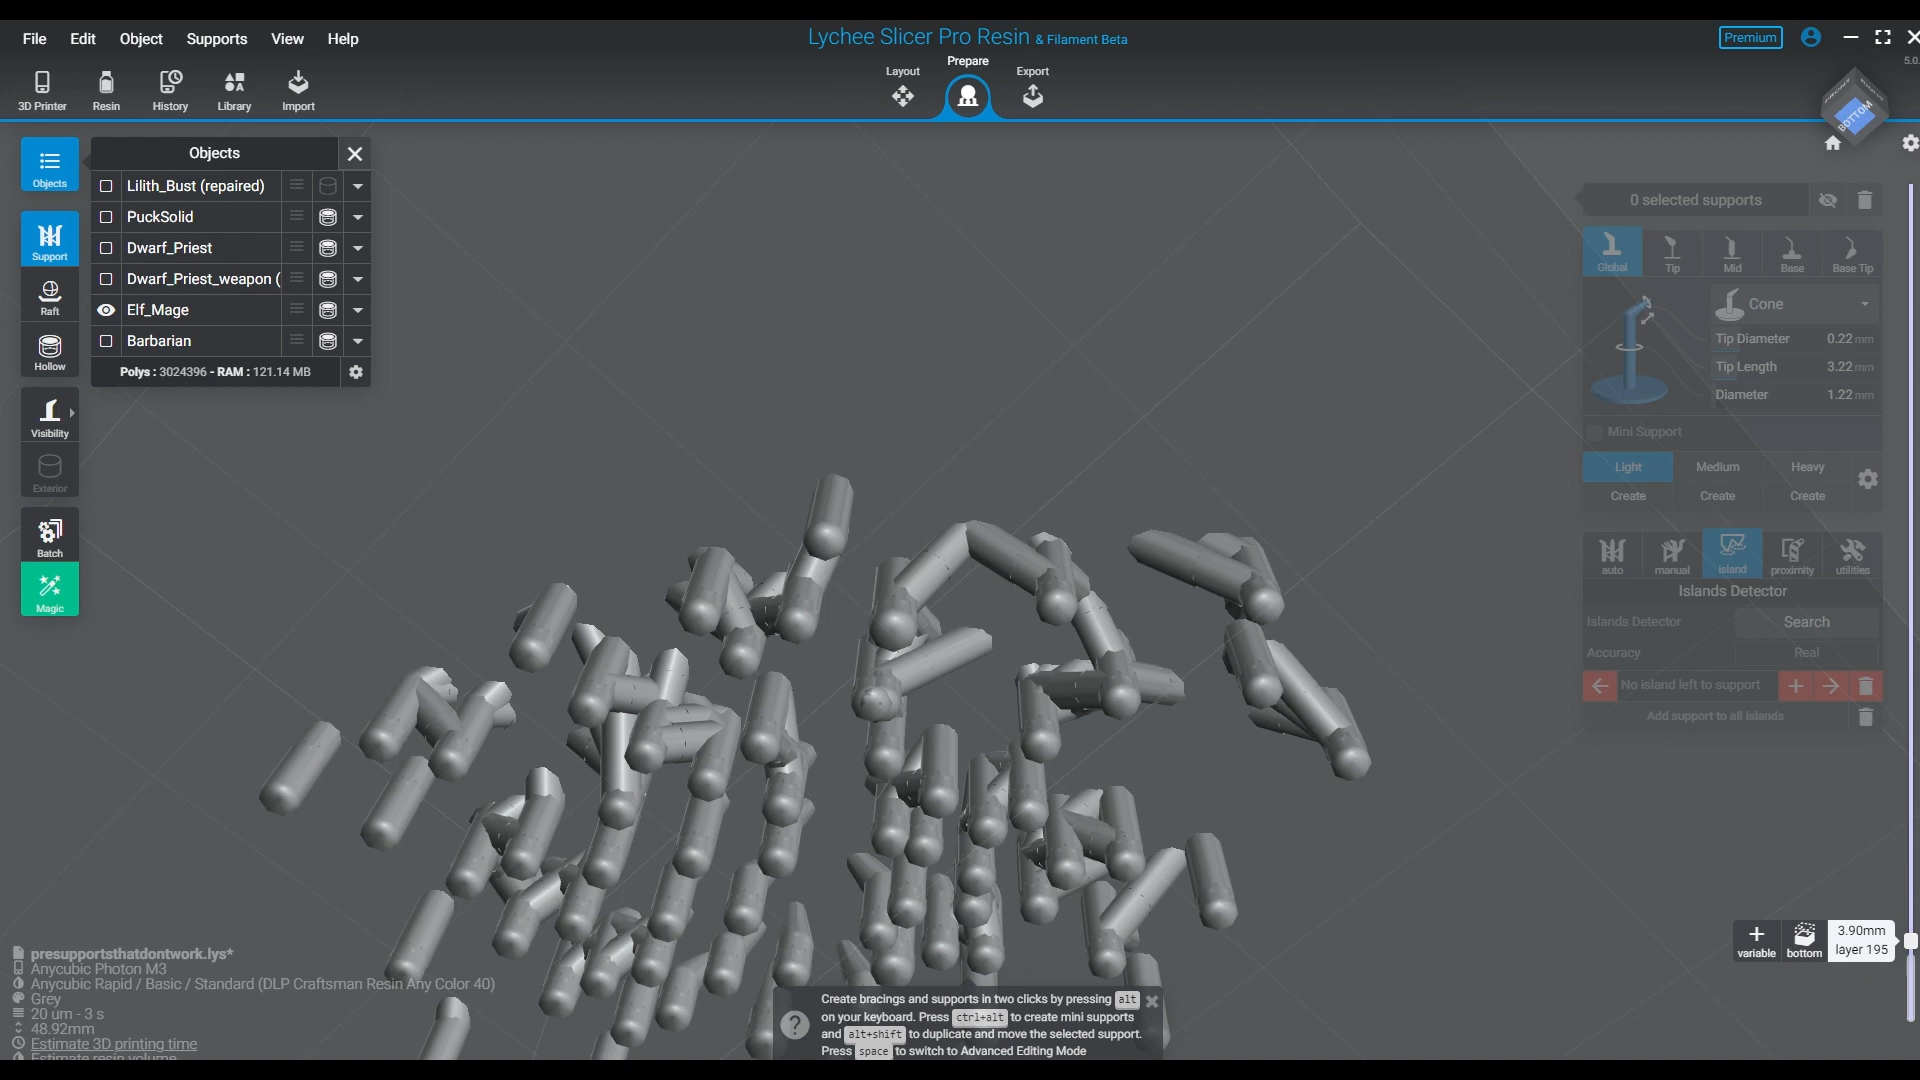 File Edit Object Supports View Help
Lychee Slicer Pro Resin & Filament Beta
Premium
5.0.
3D Printer Resin History Library Import
Layout Prepare Export
BOTTOM
Objects
Objects
Support
Raft
Hollow
Visibility
Exterior
Batch
Magic
Lilith_Bust (repaired)
PuckSolid
Dwarf_Priest
Dwarf_Priest_weapon (
Elf_Mage
Barbarian
Polys : 3024396 - RAM : 121.14 MB
0 selected supports
Global Tip Mid Base Base Tip
Cone
Tip Diameter 0.22 mm
Tip Length 3.22 mm
Diameter 1.22 mm
Mini Support
Light Medium Heavy
Create Create Create
auto manual island proximity utilities
Islands Detector
Islands Detector Search
Accuracy Real
No island left to support
Add support to all islands
variable bottom
3.90mm
layer 195
presupportsthatdontwork.lys*
Anycubic Photon M3
Anycubic Rapid / Basic / Standard (DLP Craftsman Resin Any Color 40)
Grey
20 um - 3 s
48.92mm
Estimate 3D printing time
Estimate resin volume
Create bracings and supports in two clicks by pressing alt
on your keyboard. Press ctrl+alt to create mini supports
and alt+shift to duplicate and move the selected support.
Press space to switch to Advanced Editing Mode